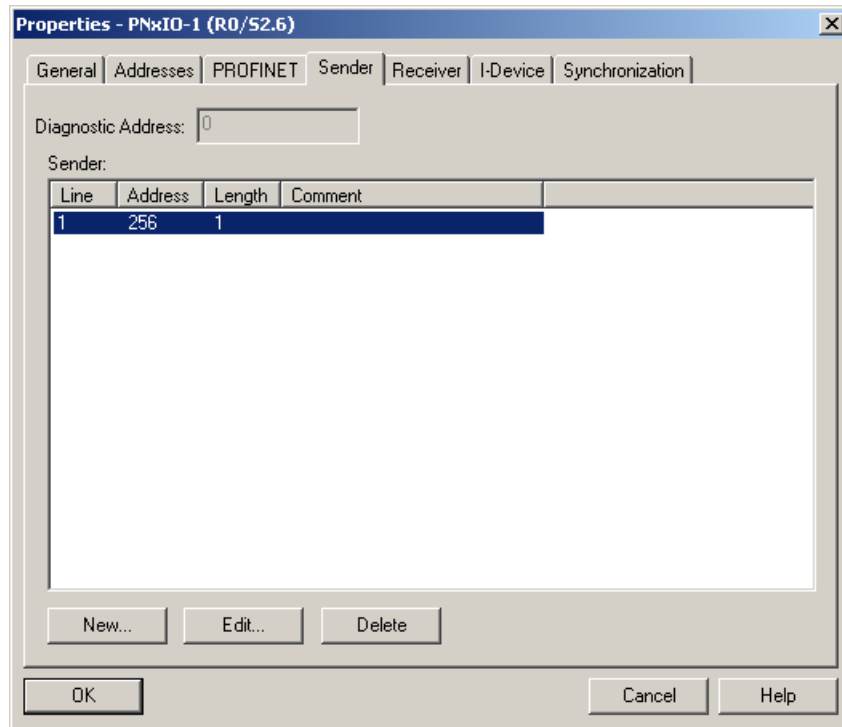 Properties - PNxIO-1 (R0/S2.6)
General Addresses PROFINET Sender Receiver I-Device Synchronization
Diagnostic Address: 0
Sender:
Line Address Length Comment
1 256 1
New... Edit... Delete
OK Cancel Help